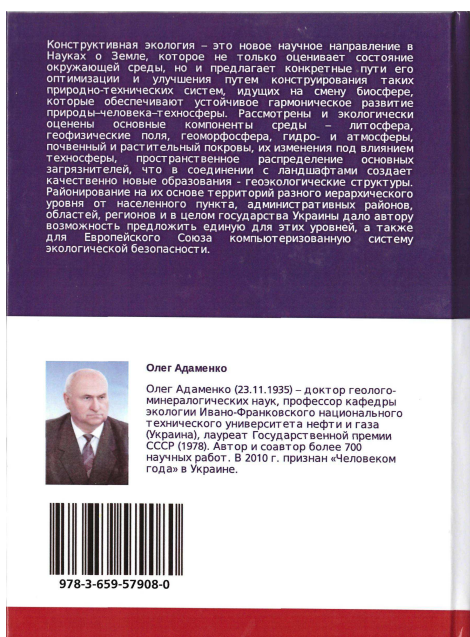 Конструктивная экология – это новое научное направление в
Науках о Земле, которое не только оценивает состояние
окружающей среды, но и предлагает конкретные пути его
оптимизации и улучшения путем конструирования таких
природно-технических систем, идущих на смену биосфере,
которые обеспечивают устойчивое гармоническое развитие
природы–человека–техносферы. Рассмотрены и экологически
оценены основные компоненты среды – литосфера,
геофизические поля, геоморфосфера, гидро- и атмосферы,
почвенный и растительный покровы, их изменения под влиянием
техносферы, пространственное распределение основных
загрязнителей, что в соединении с ландшафтами создает
качественно новые образования - геоэкологические структуры.
Районирование на их основе территорий разного иерархического
уровня от населенного пункта, административных районов,
областей, регионов и в целом государства Украины дало автору
возможность предложить единую для этих уровней, а также
для Европейского Союза компьютеризованную систему
экологической безопасности.
Олег Адаменко
Олег Адаменко (23.11.1935) – доктор геолого-
минералогических наук, профессор кафедры
экологии Ивано-Франковского национального
технического университета нефти и газа
(Украина), лауреат Государственной премии
СССР (1978). Автор и соавтор более 700
научных работ. В 2010 г. признан «Человеком
года» в Украине.
978-3-659-57908-0